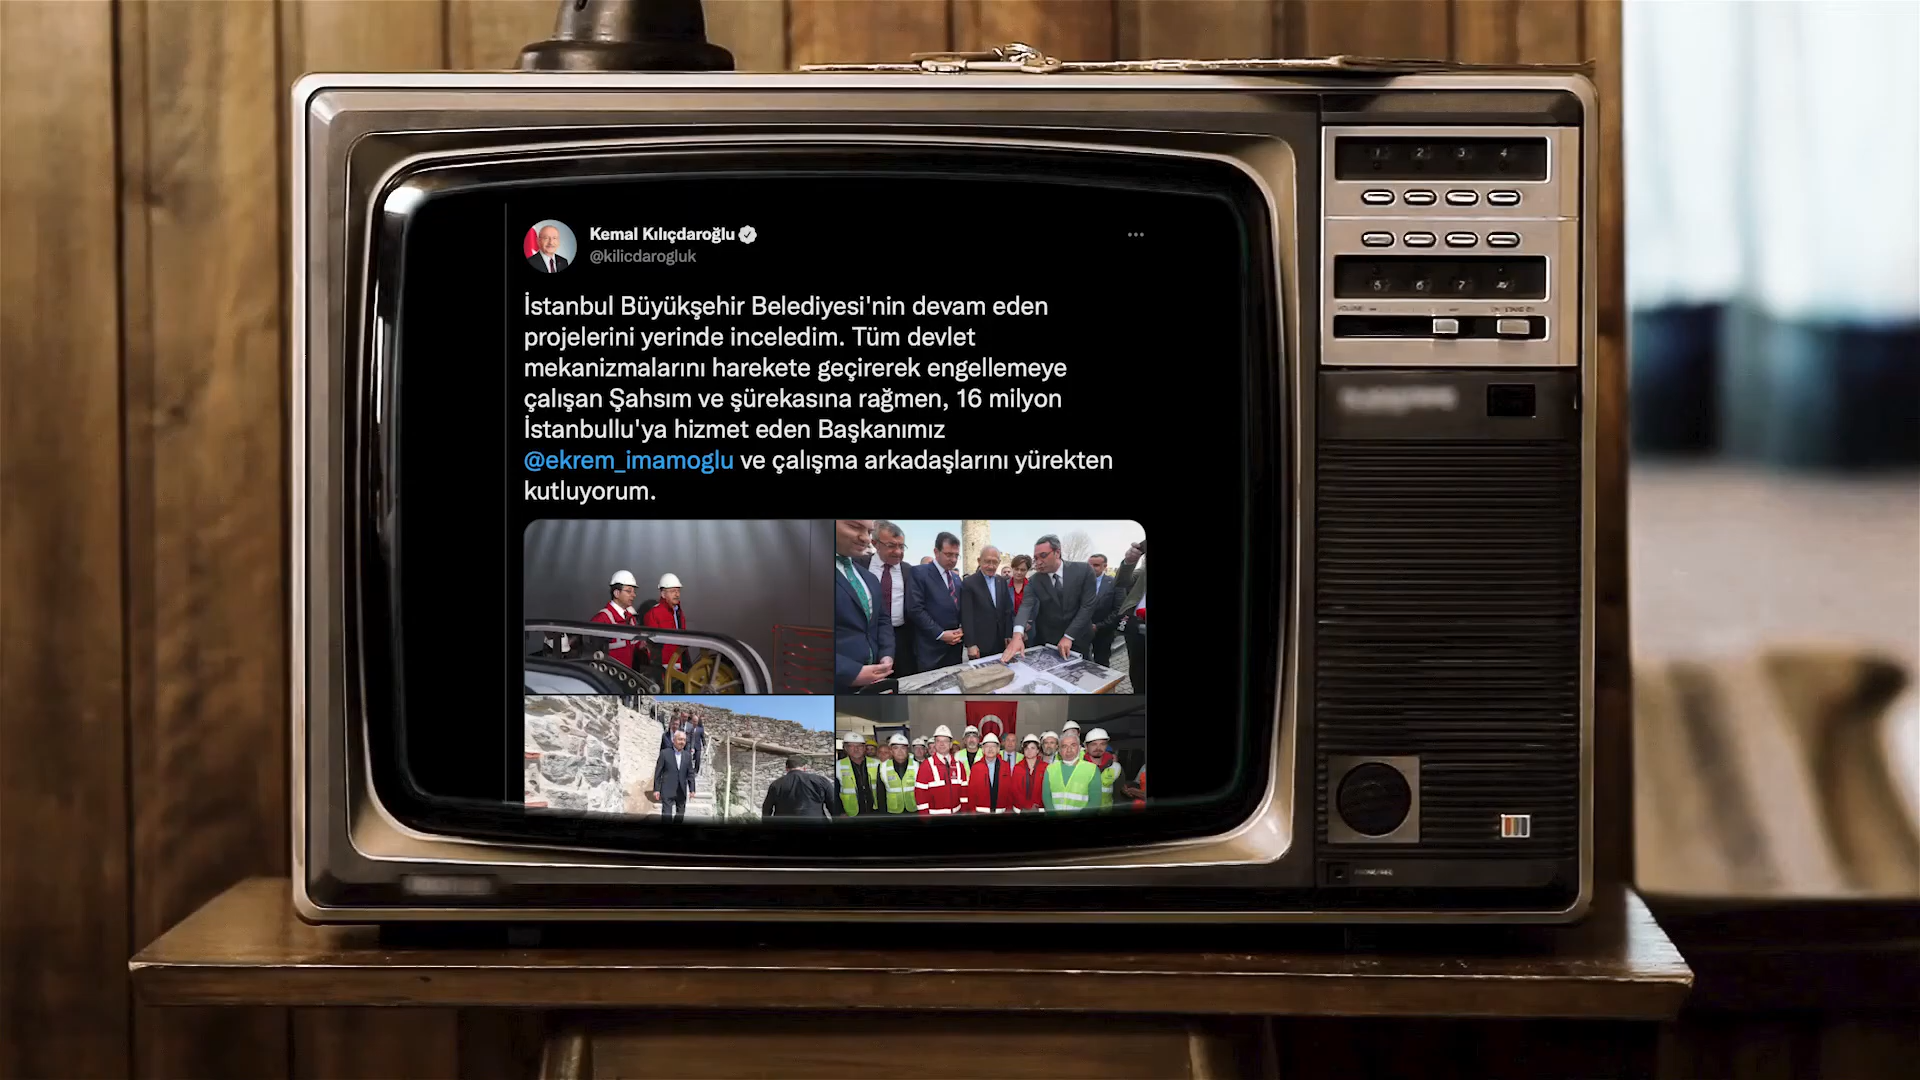 Kemal Kılıçdaroğlu
@kilicdarogluk
İstanbul Büyükşehir Belediyesi'nin devam eden
projelerini yerinde inceledim. Tüm devlet
mekanizmalarını harekete geçirerek engellemeye
çalışan Şahsım ve şürekasına rağmen, 16 milyon
İstanbullu'ya hizmet eden Başkanımız
@ekrem_imamoglu ve çalışma arkadaşlarını yürekten
kutluyorum.
1 2 3 4
5 6 7
VOLUME